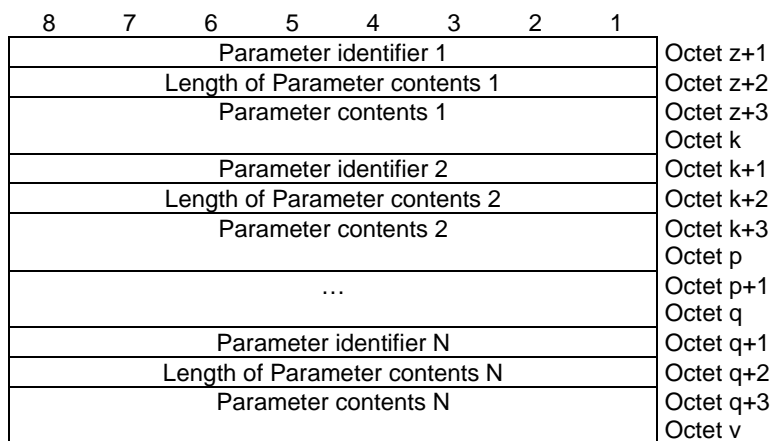 8 7 6 5 4 3 2 1
Parameter identifier 1 Octet z+1
Length of Parameter contents 1 Octet z+2
Parameter contents 1 Octet z+3
Octet k
Parameter identifier 2 Octet k+1
Length of Parameter contents 2 Octet k+2
Parameter contents 2 Octet k+3
Octet p
… Octet p+1
Octet q
Parameter identifier N Octet q+1
Length of Parameter contents N Octet q+2
Parameter contents N Octet q+3
Octet v